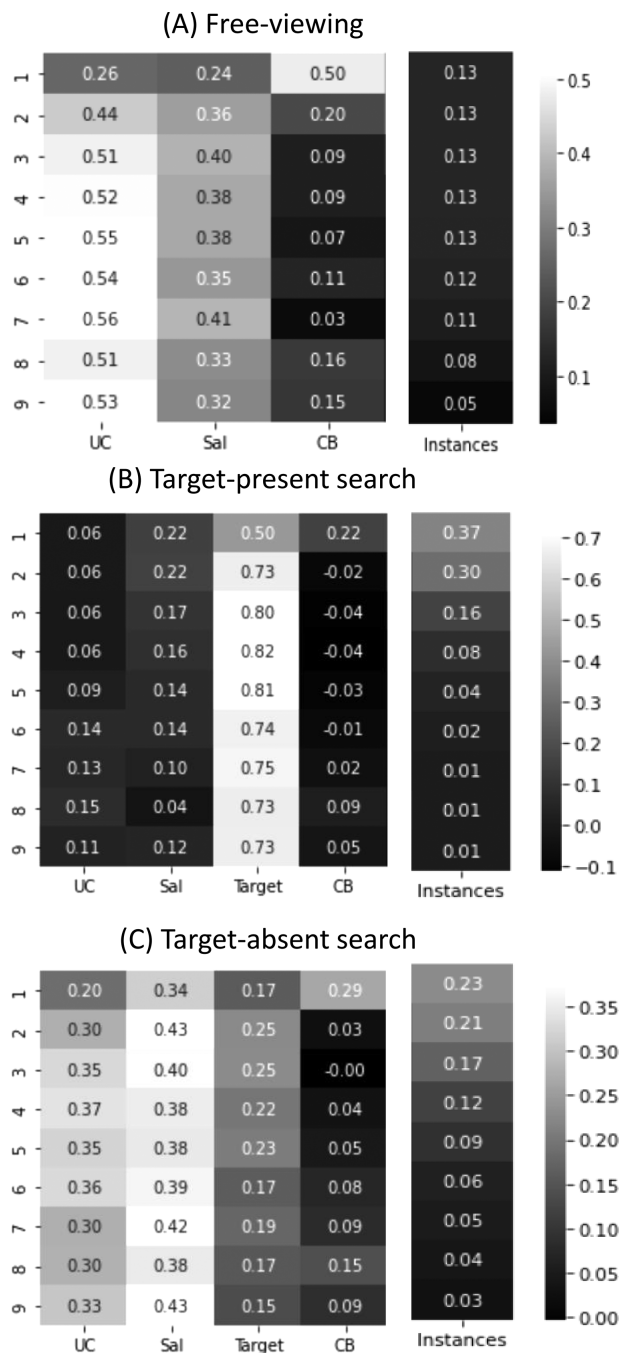 (A) Free-viewing
1 0.26 0.24 0.50 0.13
2 0.44 0.36 0.20 0.13
3 0.51 0.40 0.09 0.13
4 0.52 0.38 0.09 0.13
5 0.55 0.38 0.07 0.13
6 0.54 0.35 0.11 0.12
7 0.56 0.41 0.03 0.11
8 0.51 0.33 0.16 0.08
9 0.53 0.32 0.15 0.05
UC Sal CB Instances
0.5
0.4
0.3
0.2
0.1
(B) Target-present search
1 0.06 0.22 0.50 0.22 0.37
2 0.06 0.22 0.73 -0.02 0.30
3 0.06 0.17 0.80 -0.04 0.16
4 0.06 0.16 0.82 -0.04 0.08
5 0.09 0.14 0.81 -0.03 0.04
6 0.14 0.14 0.74 -0.01 0.02
7 0.13 0.10 0.75 0.02 0.01
8 0.15 0.04 0.73 0.09 0.01
9 0.11 0.12 0.73 0.05 0.01
UC Sal Target CB Instances
0.7
0.6
0.5
0.4
0.3
0.2
0.1
0.0
−0.1
(C) Target-absent search
1 0.20 0.34 0.17 0.29 0.23
2 0.30 0.43 0.25 0.03 0.21
3 0.35 0.40 0.25 -0.00 0.17
4 0.37 0.38 0.22 0.04 0.12
5 0.35 0.38 0.23 0.05 0.09
6 0.36 0.39 0.17 0.08 0.06
7 0.30 0.42 0.19 0.09 0.05
8 0.30 0.38 0.17 0.15 0.04
9 0.33 0.43 0.15 0.09 0.03
UC Sal Target CB Instances
0.35
0.30
0.25
0.20
0.15
0.10
0.05
0.00